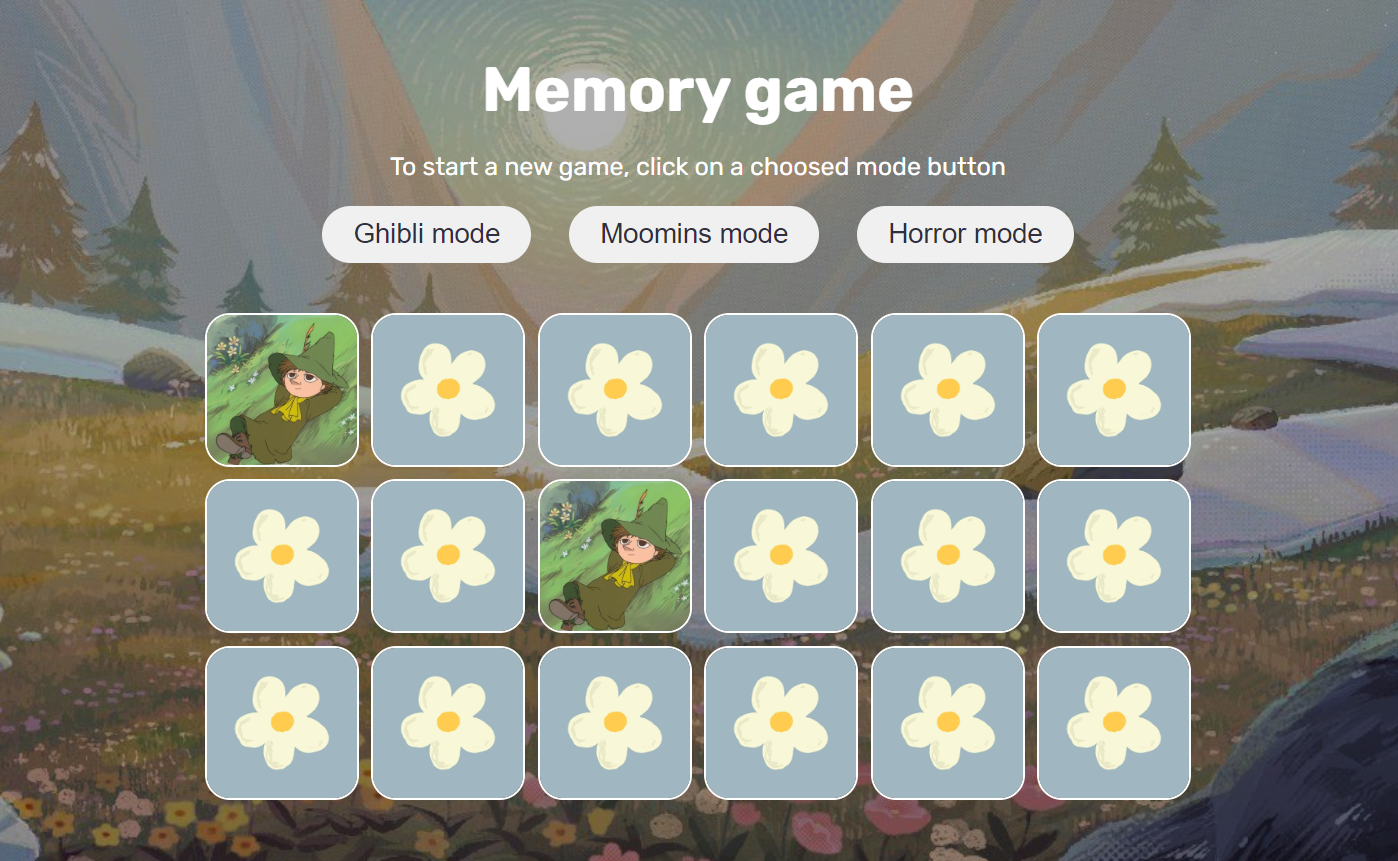 Memory game
To start a new game, click on a choosed mode button
Ghibli mode Moomins mode Horror mode